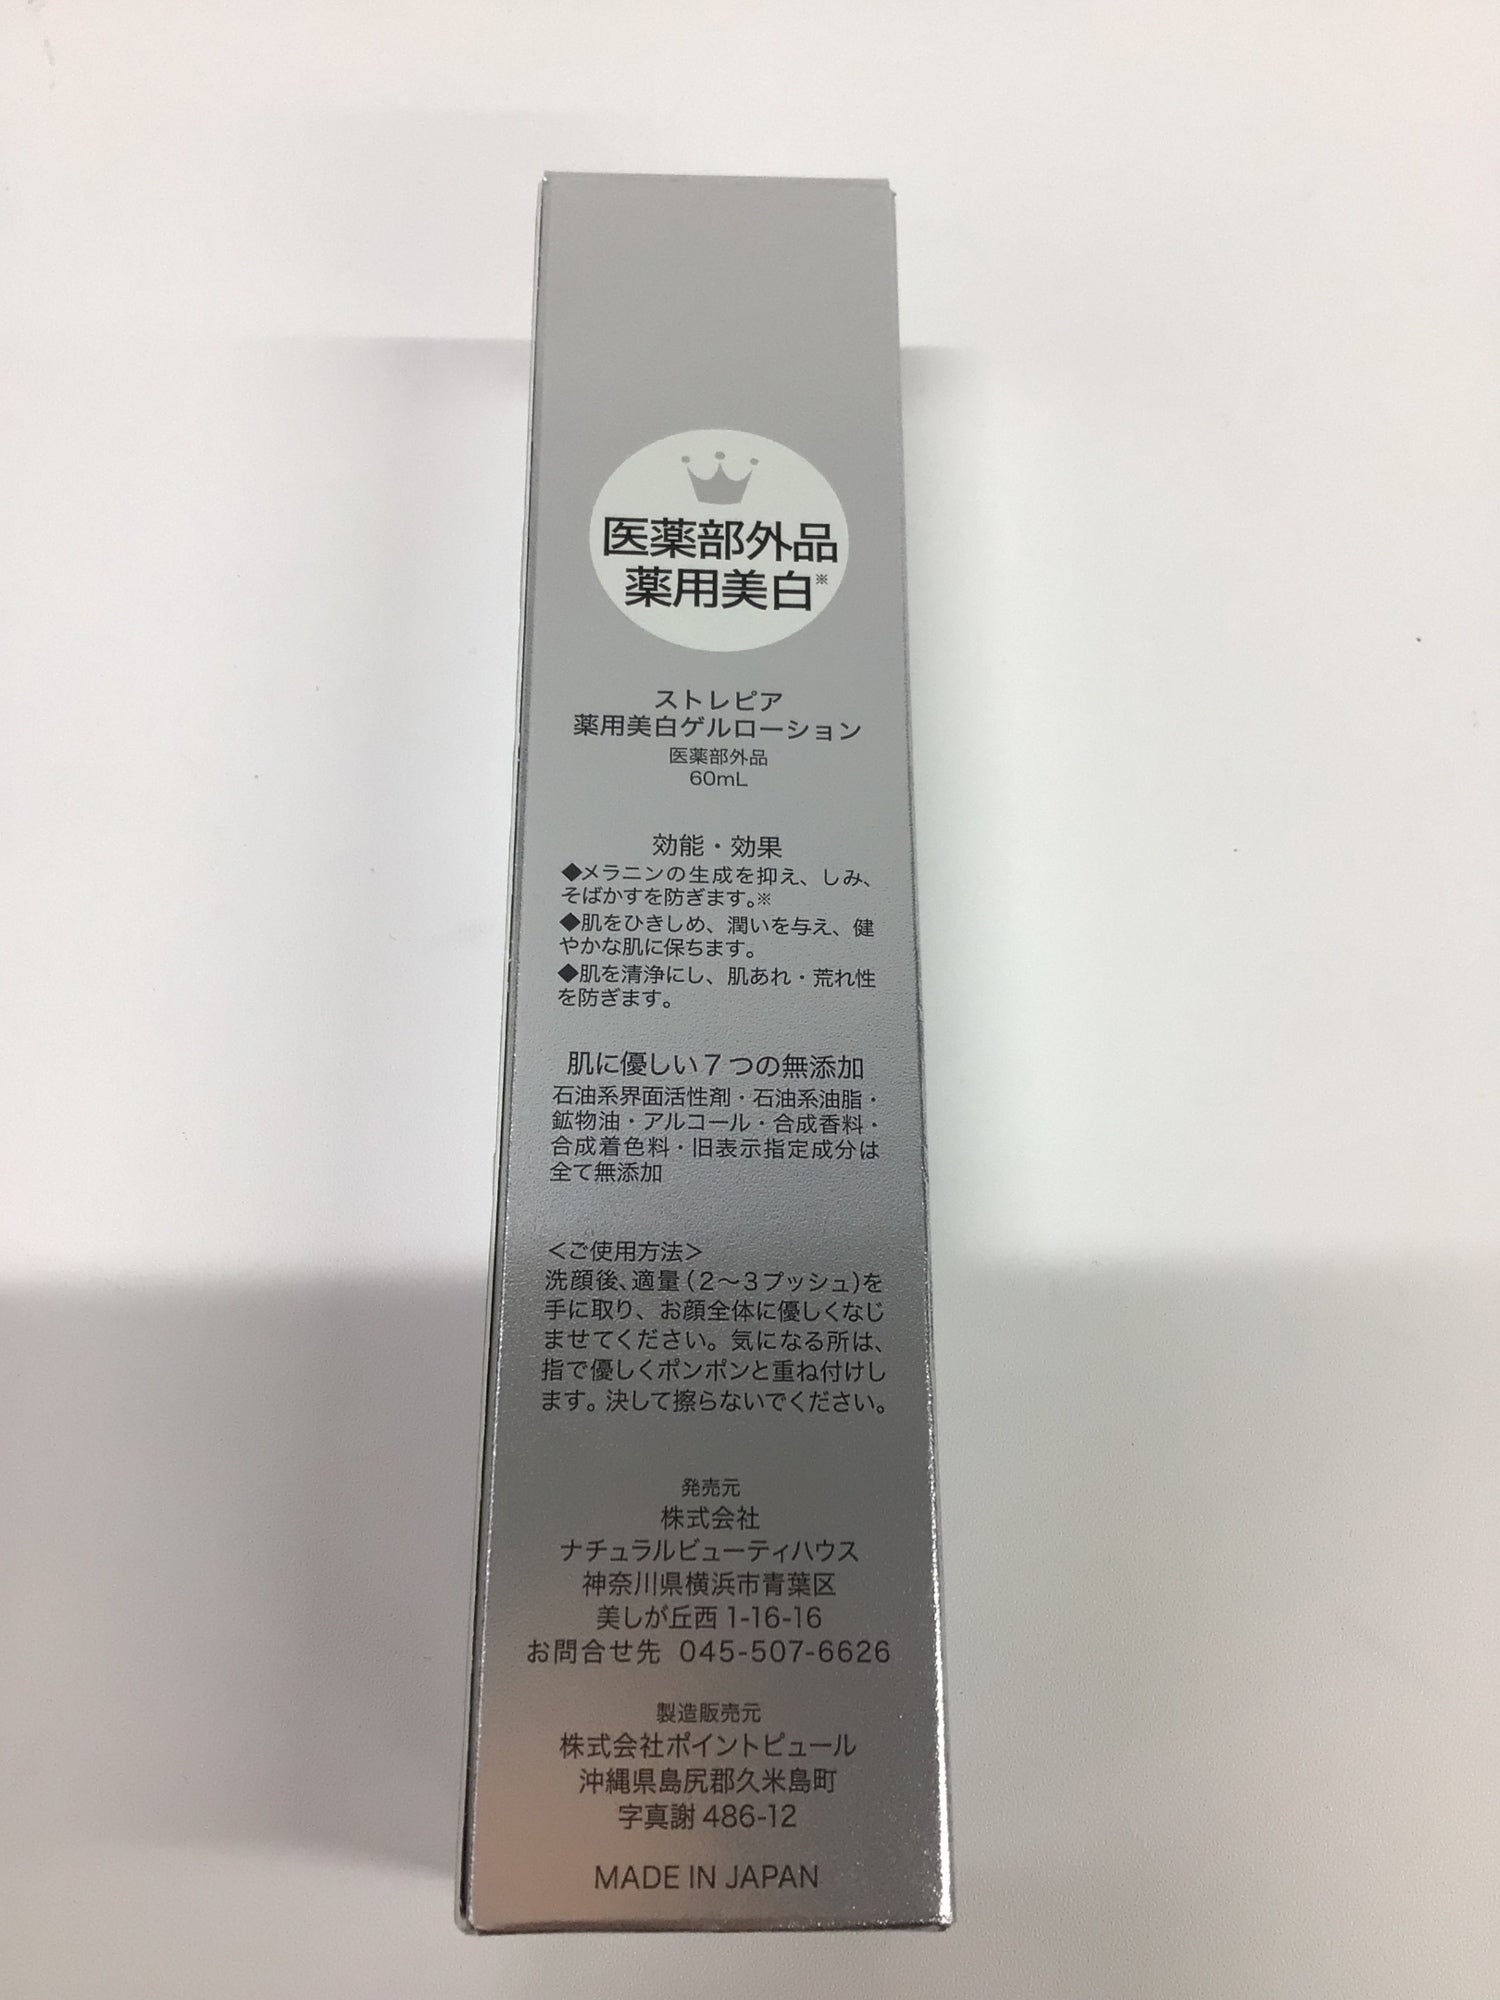 医薬部外品
薬用美白※
ストレピア
薬用美白ゲルローション
医薬部外品
60mL
効能・効果
◆メラニンの生成を抑え、しみ、
そばかすを防ぎます。※
◆肌をひきしめ、潤いを与え、健
やかな肌に保ちます。
◆肌を清浄にし、肌あれ・荒れ性
を防ぎます。
肌に優しい7つの無添加
石油系界面活性剤・石油系油脂・
鉱物油・アルコール・合成香料・
合成着色料・旧表示指定成分は
全て無添加
<ご使用方法>
洗顔後、適量(2〜3プッシュ)を
手に取り、お顔全体に優しくなじ
ませてください。気になる所は、
指で優しくポンポンと重ね付けし
ます。決して擦らないでください。
発売元
株式会社
ナチュラルビューティハウス
神奈川県横浜市青葉区
美しが丘西 1-16-16
お問合せ先 045-507-6626
製造販売元
株式会社ポイントピュール
沖縄県島尻郡久米島町
字真謝 486-12
MADE IN JAPAN